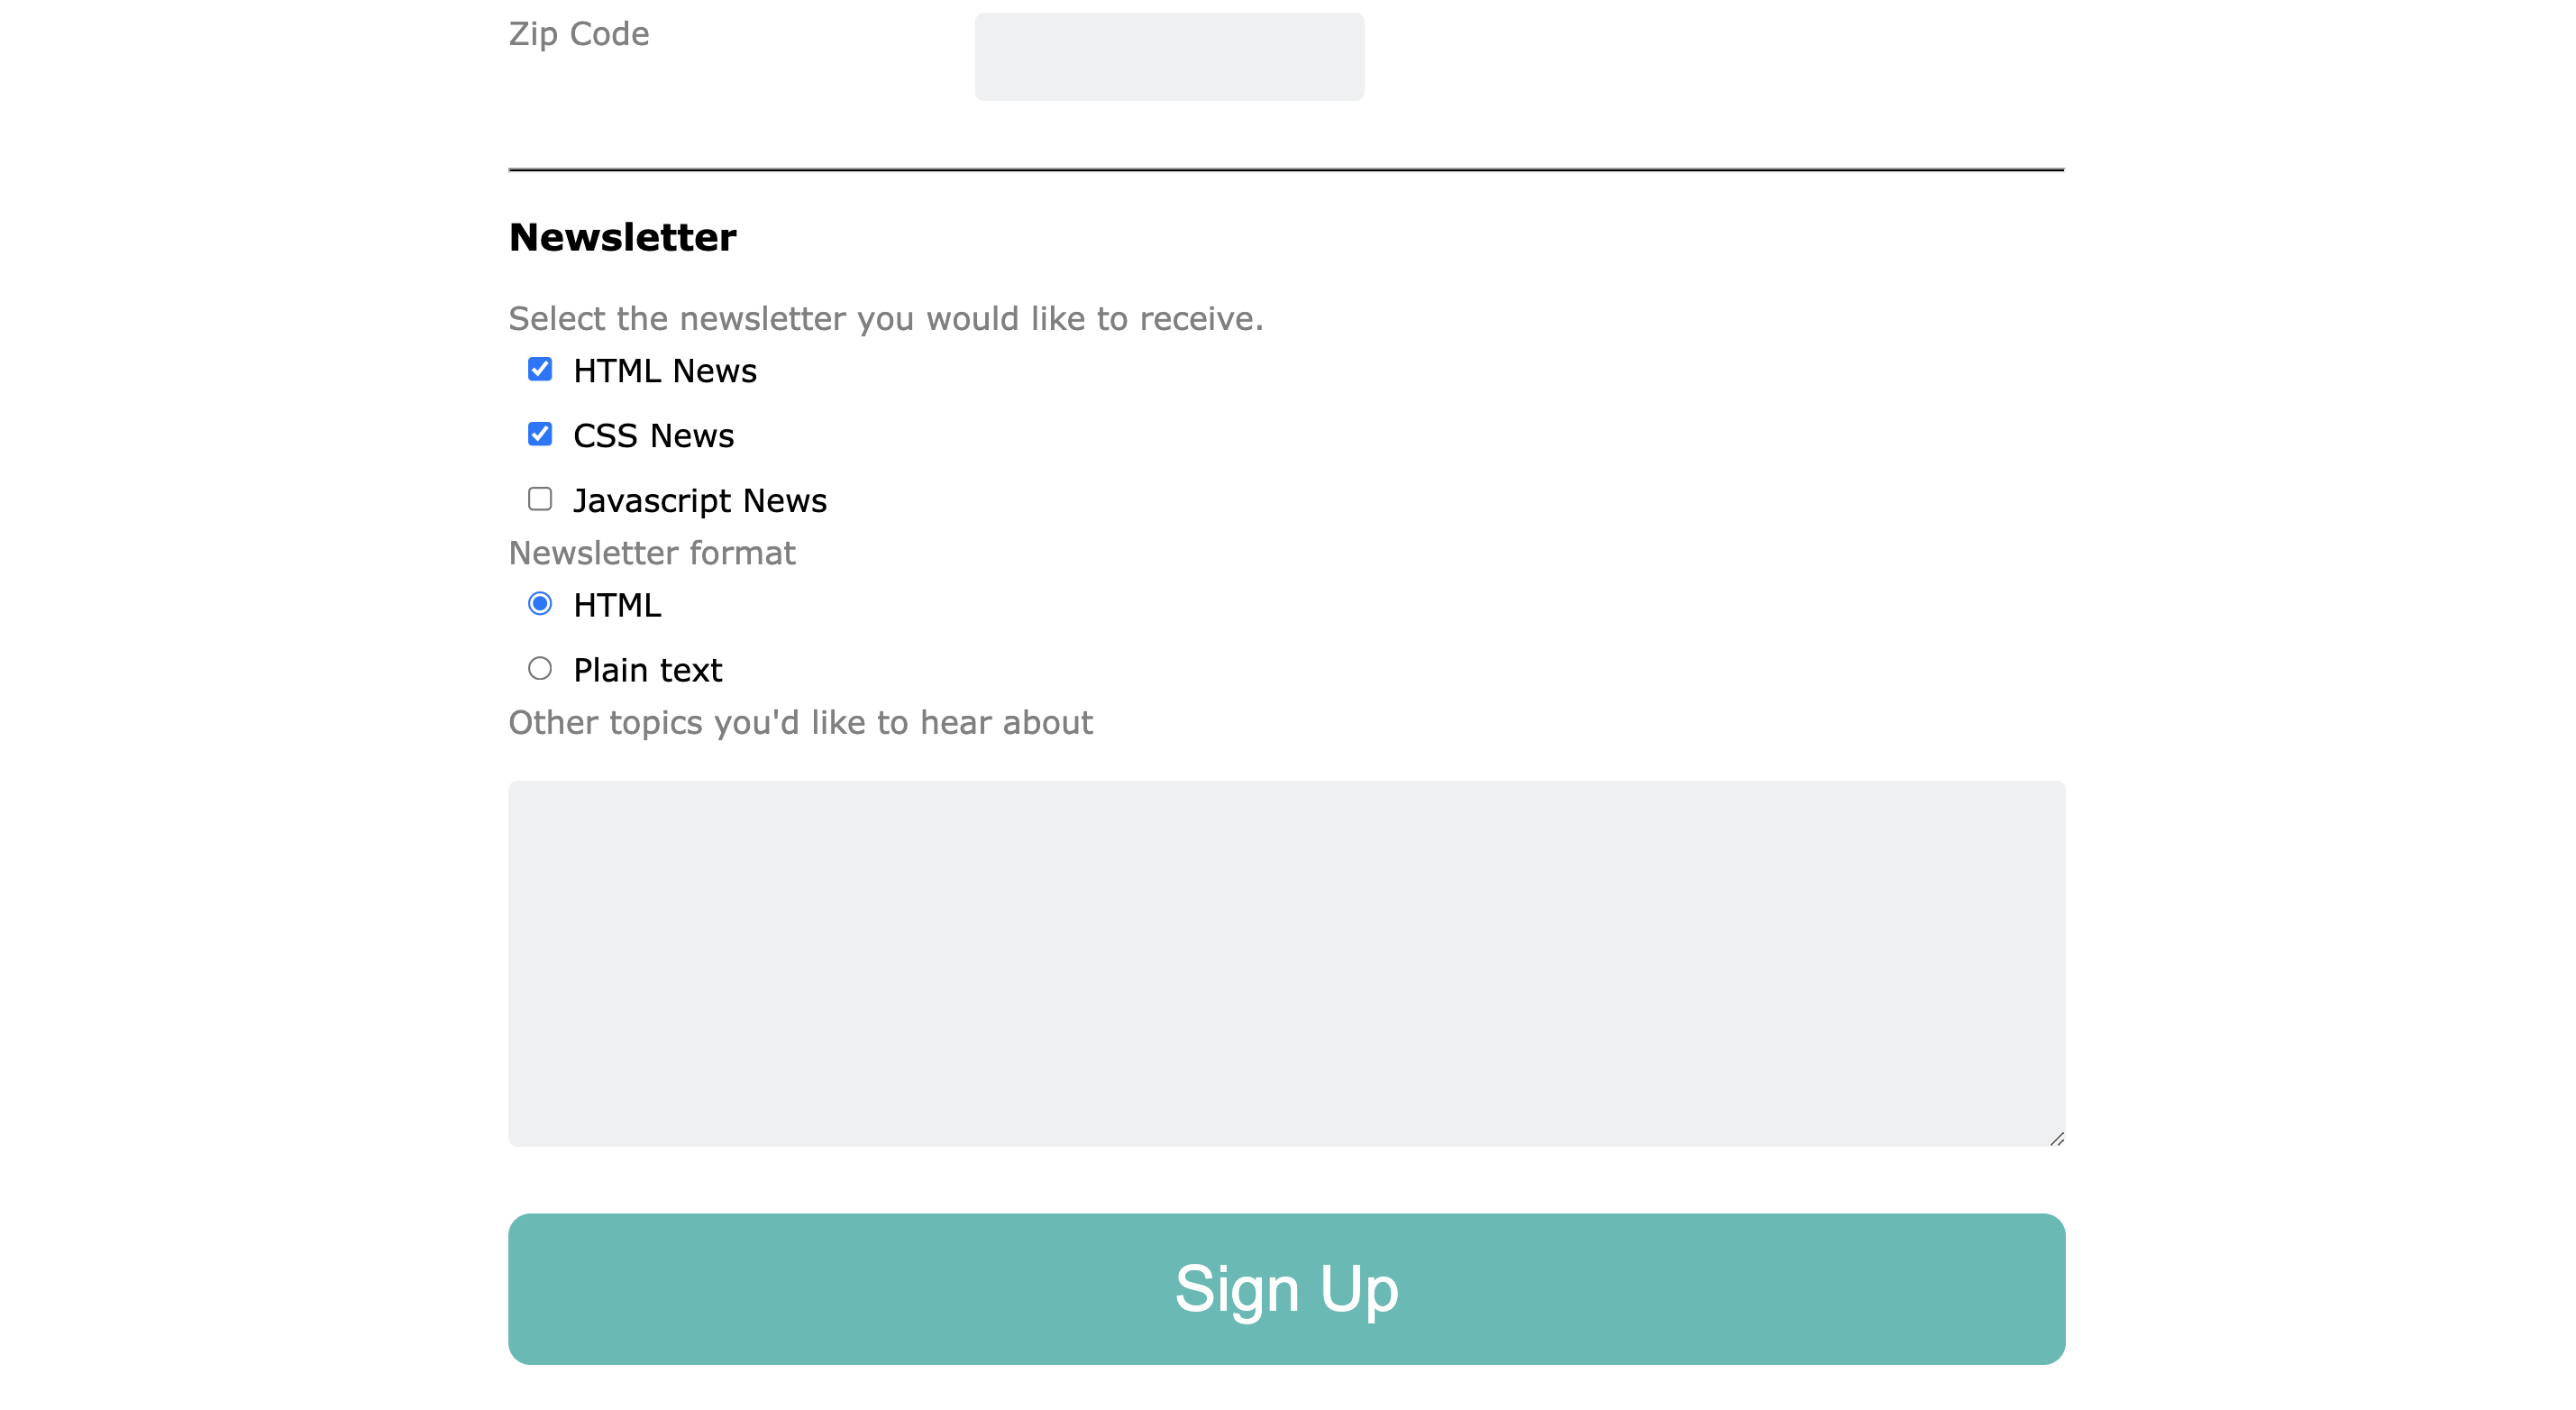 Zip Code
Newsletter
Select the newsletter you would like to receive.
HTML News
CSS News
Javascript News
Newsletter format
HTML
Plain text
Other topics you'd like to hear about
Sign Up